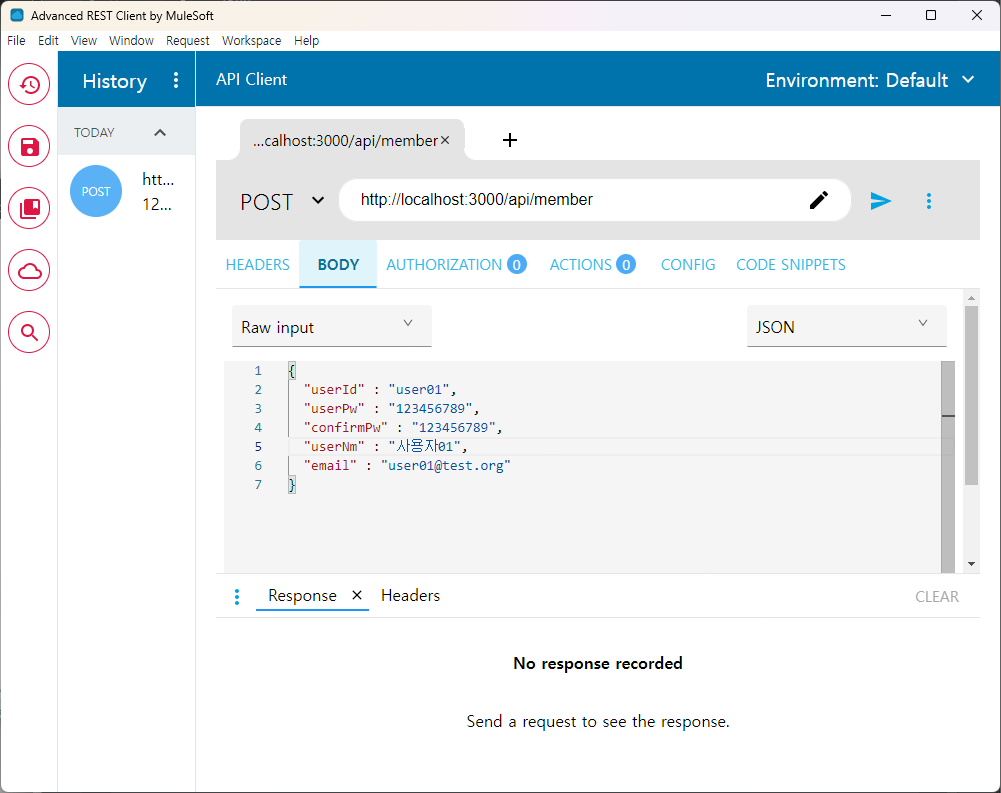 Advanced REST Client by MuleSoft
File Edit View Window Request Workspace Help
History
API Client
Environment: Default
TODAY
POST
htt...
12...
...calhost:3000/api/member
POST
http://localhost:3000/api/member
HEADERS BODY AUTHORIZATION 0 ACTIONS 0 CONFIG CODE SNIPPETS
Raw input
JSON
1 {
2 "userId" : "user01",
3 "userPw" : "123456789",
4 "confirmPw" : "123456789",
5 "userNm" : "사용자01",
6 "email" : "user01@test.org"
7 }
Response Headers
CLEAR
No response recorded
Send a request to see the response.